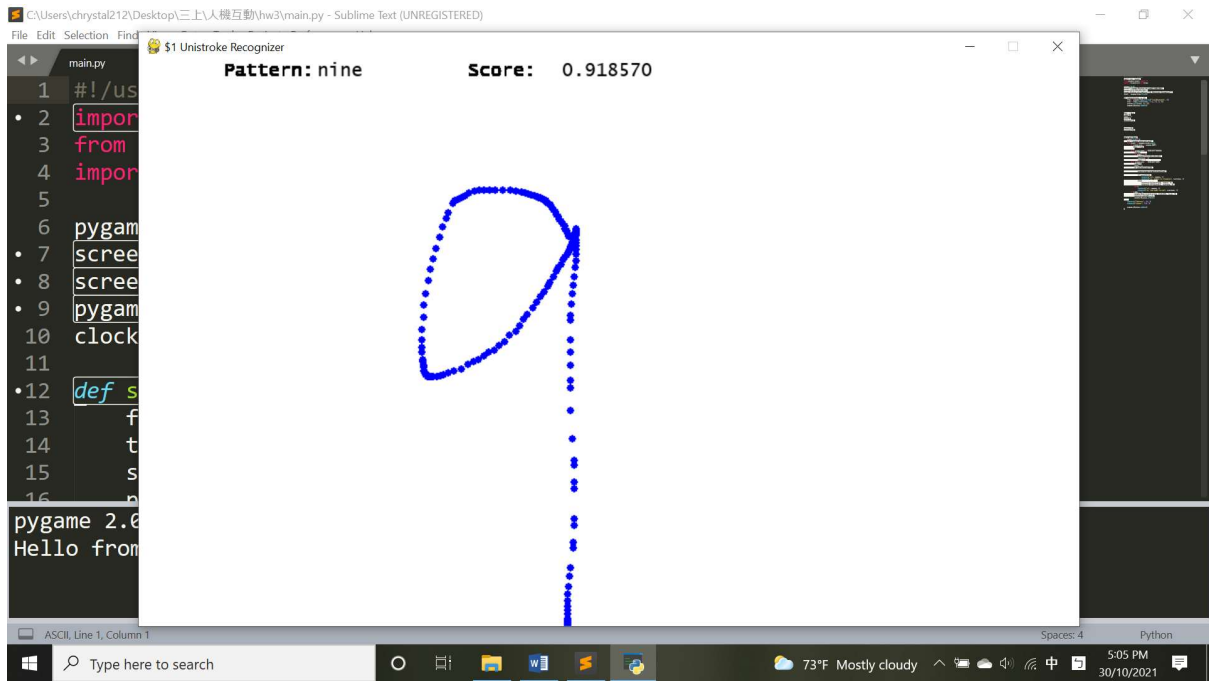 C:\Users\chrystal212\Desktop\三上\人機互動\hw3\main.py - Sublime Text (UNREGISTERED)
File Edit Selection Find
$1 Unistroke Recognizer
main.py
Pattern: nine Score: 0.918570
1 #!/us
2 impor
3 from
4 impor
5
6 pygam
7 scree
8 scree
9 pygam
10 clock
11
12 def s
13 f
14 t
15 s
16
pygame 2.0
Hello from
ASCII, Line 1, Column 1 Spaces: 4 Python
Type here to search
73°F Mostly cloudy 中 5:05 PM
30/10/2021